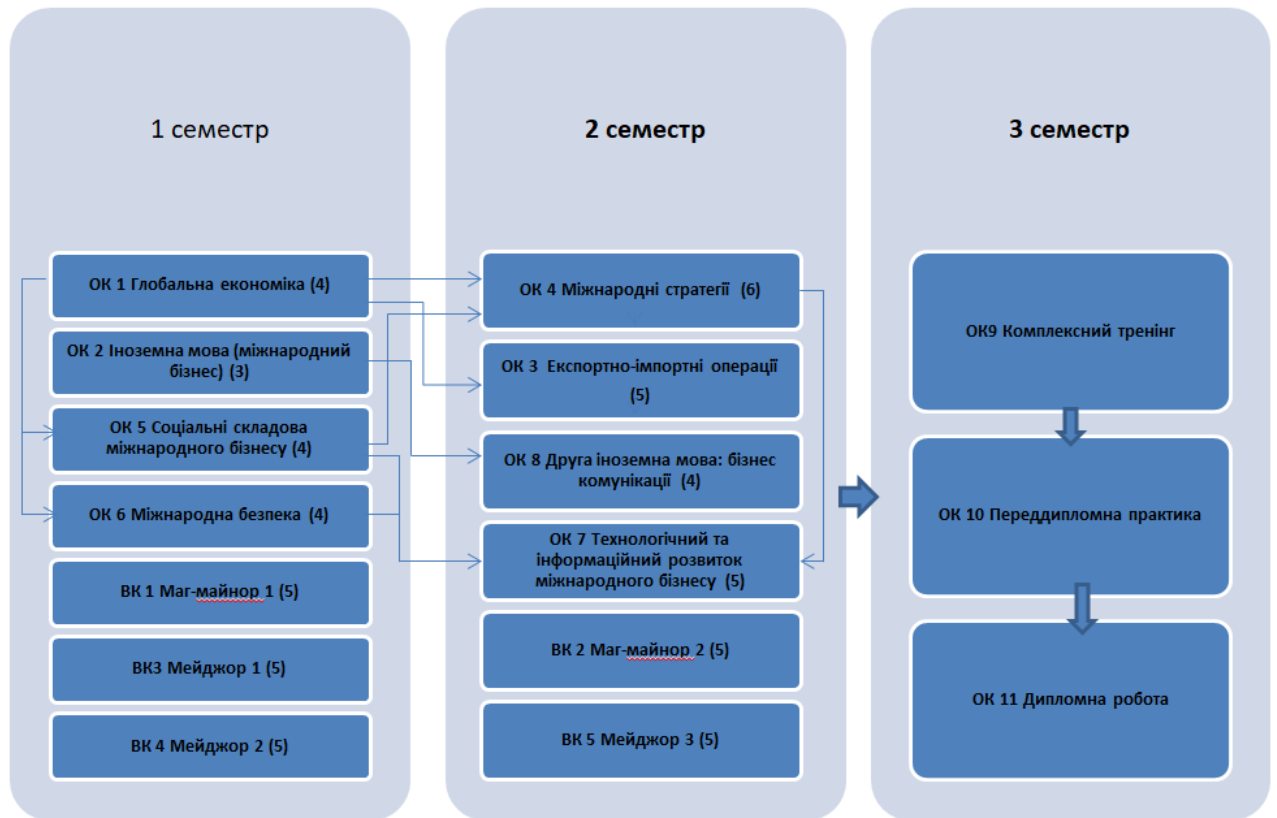 1 семестр
ОК 1 Глобальна економіка (4)
ОК 2 Іноземна мова (міжнародний
бізнес) (3)
ОК 5 Соціальні складова
міжнародного бізнесу (4)
ОК 6 Міжнародна безпека (4)
ВК 1 Маг-майнор 1 (5)
ВК3 Мейджор 1 (5)
ВК 4 Мейджор 2 (5)
2 семестр
ОК 4 Міжнародні стратегії (6)
ОК 3 Експортно-імпортні операції
(5)
ОК 8 Друга іноземна мова: бізнес
комунікації (4)
ОК 7 Технологічний та
інформаційний розвиток
міжнародного бізнесу (5)
ВК 2 Маг-майнор 2 (5)
ВК 5 Мейджор 3 (5)
3 семестр
ОК9 Комплексний тренінг
ОК 10 Переддипломна практика
ОК 11 Дипломна робота